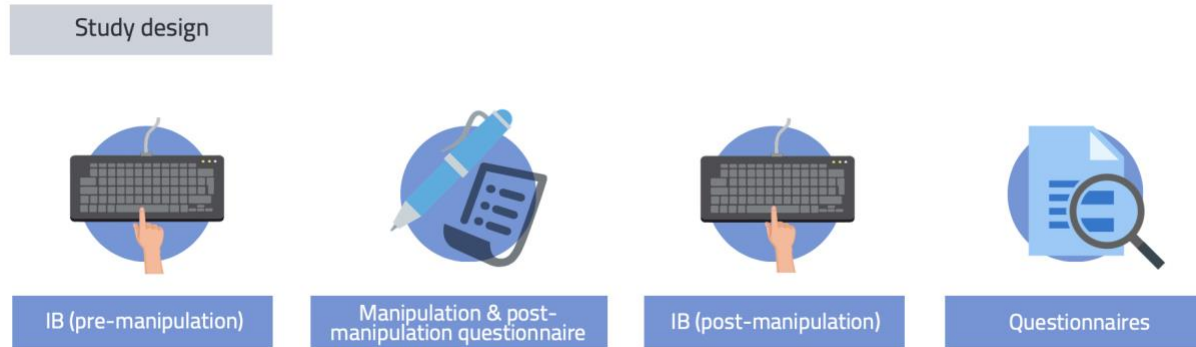 Study design
IB (pre-manipulation)
Manipulation & post-
manipulation questionnaire
IB (post-manipulation)
Questionnaires